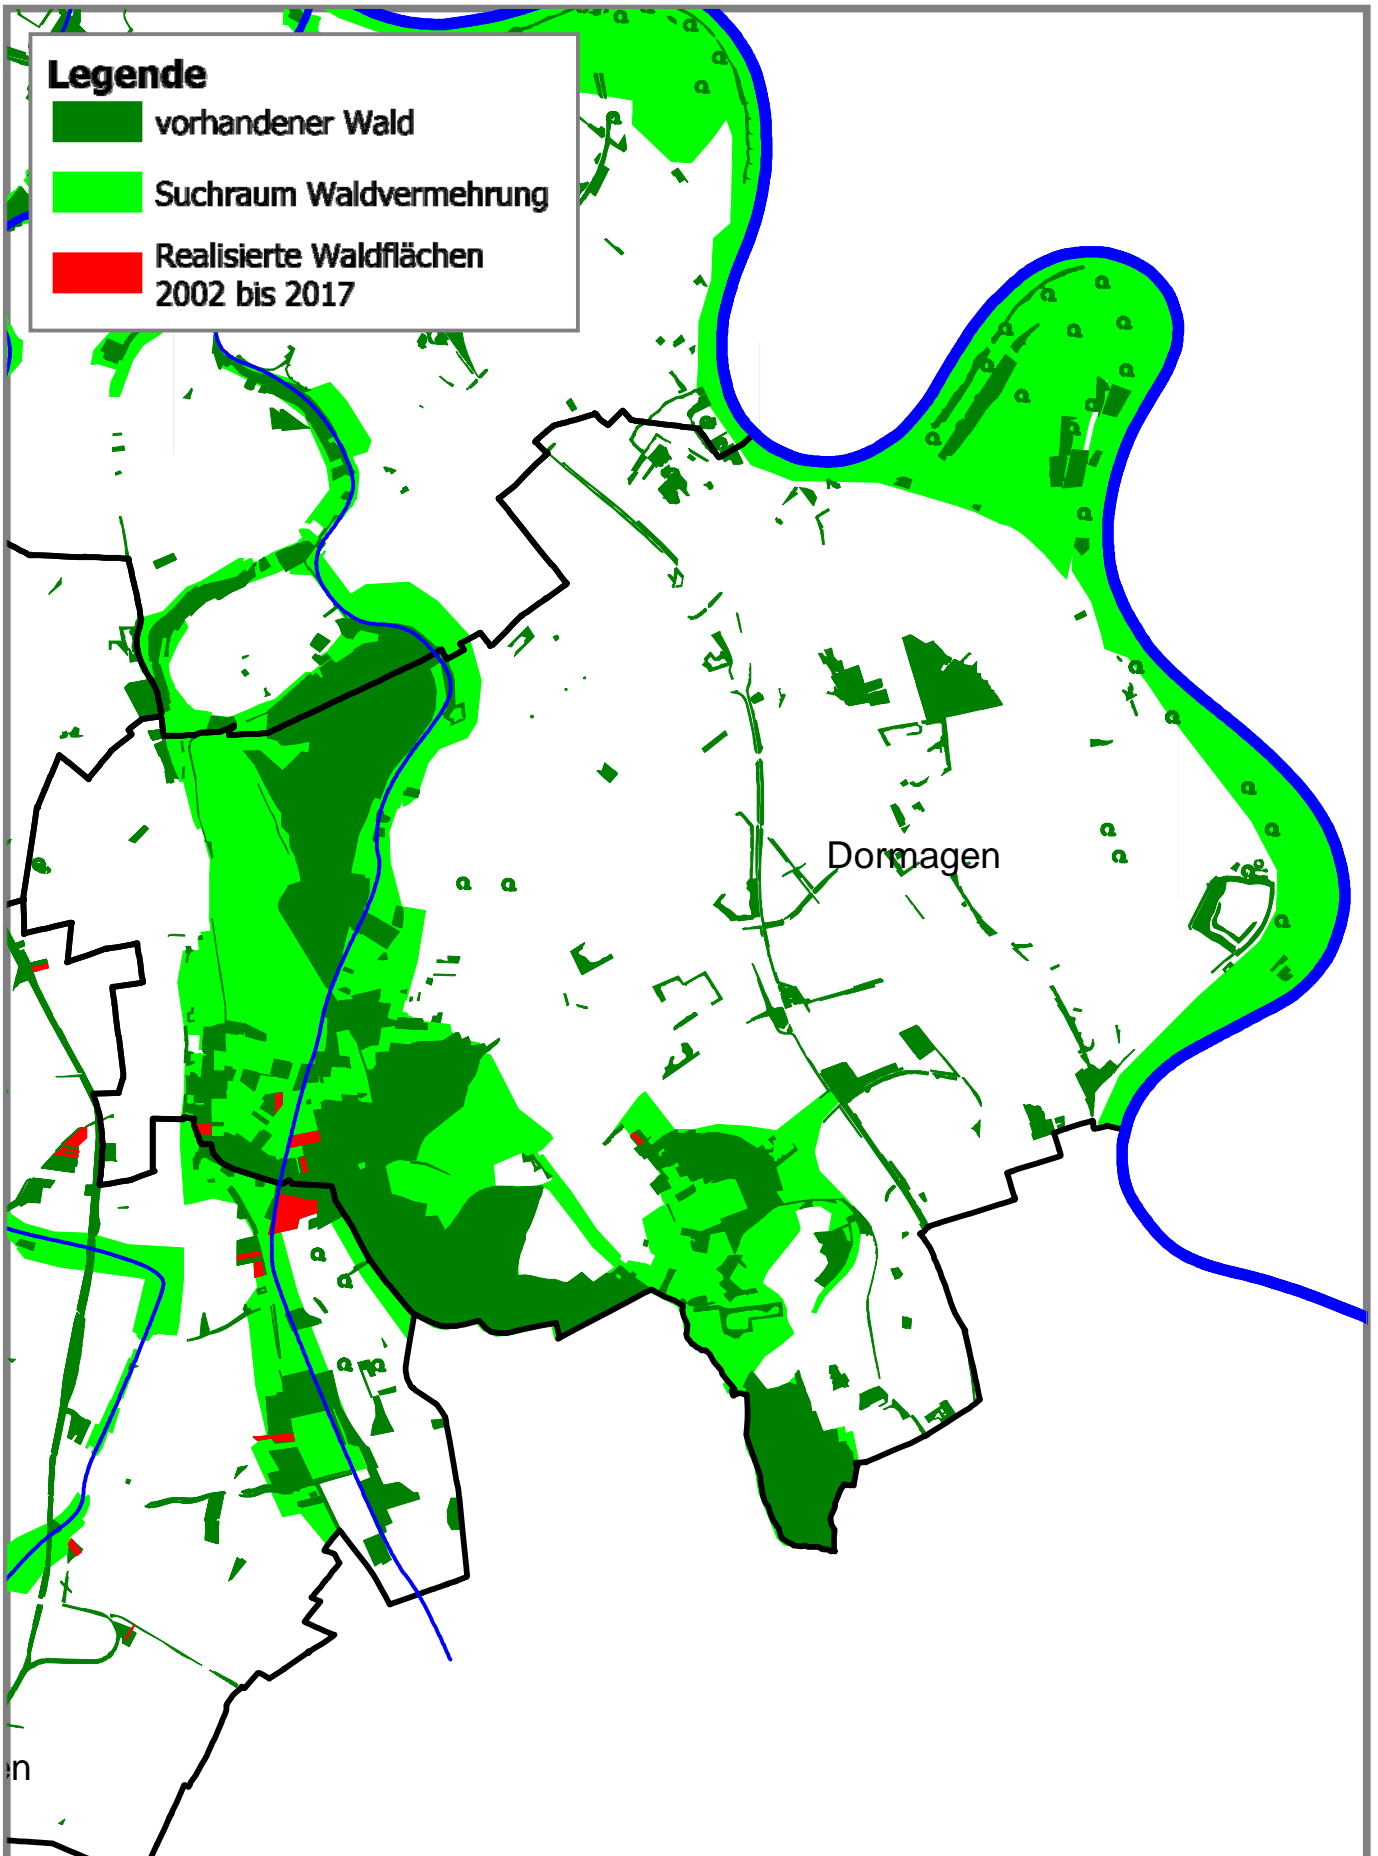 Legende
vorhandener Wald
Suchraum Waldvermehrung
Realisierte Waldflächen
2002 bis 2017
Dormagen